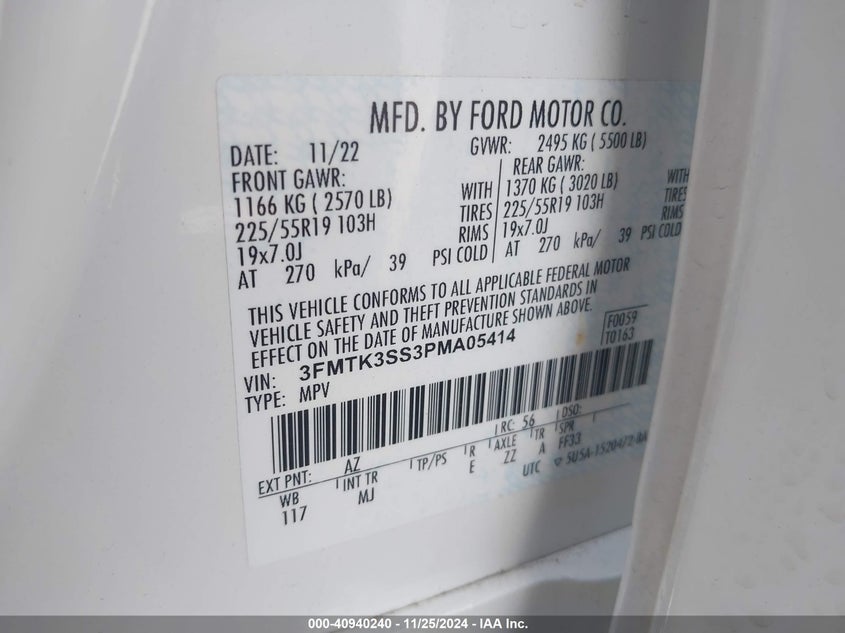 MFD. BY FORD MOTOR CO.
DATE: 11/22 GVWR: 2495 KG ( 5500 LB)
FRONT GAWR: REAR GAWR:
1166 KG ( 2570 LB) WITH 1370 KG ( 3020 LB) WITH
225/55R19 103H TIRES 225/55R19 103H TIRES
19x7.0J RIMS 19x7.0J RIMS
AT 270 kPa/ 39 PSI COLD AT 270 kPa/ 39 PSI COLD
THIS VEHICLE CONFORMS TO ALL APPLICABLE FEDERAL MOTOR
VEHICLE SAFETY AND THEFT PREVENTION STANDARDS IN
EFFECT ON THE DATE OF MANUFACTURE SHOWN ABOVE.
F0059
T0163
VIN: 3FMTK3SS3PMA05414
TYPE: MPV
RC: 56 DSO:
EXT PNT: AZ
WB INT TR TP/PS R AXLE TR SPR
117 MJ E ZZ A FF33
UTC
000-40940240 - 11/25/2024 - IAA Inc.